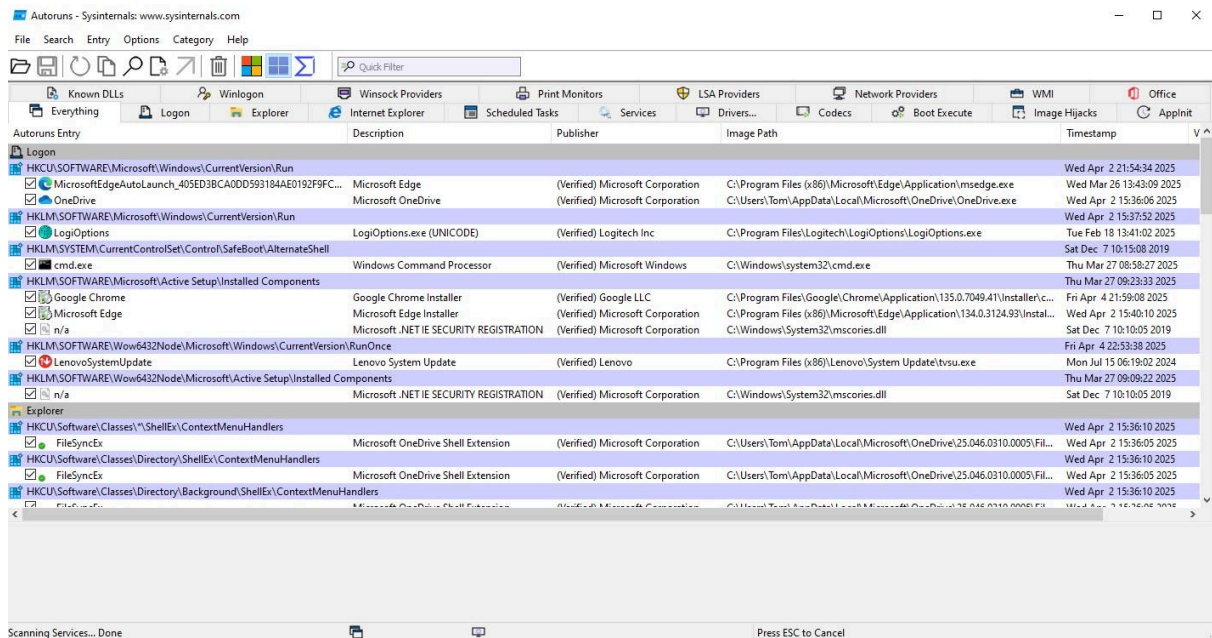 Autoruns - Sysinternals: www.sysinternals.com
File Search Entry Options Category Help
Quick Filter
Known DLLs Winlogon Winsock Providers Print Monitors LSA Providers Network Providers WMI Office
Everything Logon Explorer Internet Explorer Scheduled Tasks Services Drivers... Codecs Boot Execute Image Hijacks AppInit
Autoruns Entry Description Publisher Image Path Timestamp V
Logon
HKCU\SOFTWARE\Microsoft\Windows\CurrentVersion\Run Wed Apr 2 21:54:34 2025
MicrosoftEdgeAutoLaunch_405ED3BCA0DD593184AE0192F9FC... Microsoft Edge (Verified) Microsoft Corporation C:\Program Files (x86)\Microsoft\Edge\Application\msedge.exe Wed Mar 26 13:43:09 2025
OneDrive Microsoft OneDrive (Verified) Microsoft Corporation C:\Users\Tom\AppData\Local\Microsoft\OneDrive\OneDrive.exe Wed Apr 2 15:36:06 2025
HKLM\SOFTWARE\Microsoft\Windows\CurrentVersion\Run Wed Apr 2 15:37:52 2025
LogiOptions LogiOptions.exe (UNICODE) (Verified) Logitech Inc C:\Program Files\Logitech\LogiOptions\LogiOptions.exe Tue Feb 18 13:41:02 2025
HKLM\SYSTEM\CurrentControlSet\Control\SafeBoot\AlternateShell Sat Dec 7 10:15:08 2019
cmd.exe Windows Command Processor (Verified) Microsoft Windows C:\Windows\system32\cmd.exe Thu Mar 27 08:58:27 2025
HKLM\SOFTWARE\Microsoft\Active Setup\Installed Components Thu Mar 27 09:23:33 2025
Google Chrome Google Chrome Installer (Verified) Google LLC C:\Program Files\Google\Chrome\Application\135.0.7049.41\Installer\c... Fri Apr 4 21:59:08 2025
Microsoft Edge Microsoft Edge Installer (Verified) Microsoft Corporation C:\Program Files (x86)\Microsoft\Edge\Application\134.0.3124.93\Instal... Wed Apr 2 15:40:10 2025
n/a Microsoft .NET IE SECURITY REGISTRATION (Verified) Microsoft Corporation C:\Windows\System32\mscories.dll Sat Dec 7 10:10:05 2019
HKLM\SOFTWARE\Wow6432Node\Microsoft\Windows\CurrentVersion\RunOnce Fri Apr 4 22:53:38 2025
LenovoSystemUpdate Lenovo System Update (Verified) Lenovo C:\Program Files (x86)\Lenovo\System Update\tvsu.exe Mon Jul 15 06:19:02 2024
HKLM\SOFTWARE\Wow6432Node\Microsoft\Active Setup\Installed Components Thu Mar 27 09:09:22 2025
n/a Microsoft .NET IE SECURITY REGISTRATION (Verified) Microsoft Corporation C:\Windows\System32\mscories.dll Sat Dec 7 10:10:05 2019
Explorer
HKCU\Software\Classes\*\ShellEx\ContextMenuHandlers Wed Apr 2 15:36:10 2025
FileSyncEx Microsoft OneDrive Shell Extension (Verified) Microsoft Corporation C:\Users\Tom\AppData\Local\Microsoft\OneDrive\25.046.0310.0005\Fil... Wed Apr 2 15:36:05 2025
HKCU\Software\Classes\Directory\ShellEx\ContextMenuHandlers Wed Apr 2 15:36:10 2025
FileSyncEx Microsoft OneDrive Shell Extension (Verified) Microsoft Corporation C:\Users\Tom\AppData\Local\Microsoft\OneDrive\25.046.0310.0005\Fil... Wed Apr 2 15:36:05 2025
HKCU\Software\Classes\Directory\Background\ShellEx\ContextMenuHandlers Wed Apr 2 15:36:10 2025
Scanning Services... Done Press ESC to Cancel